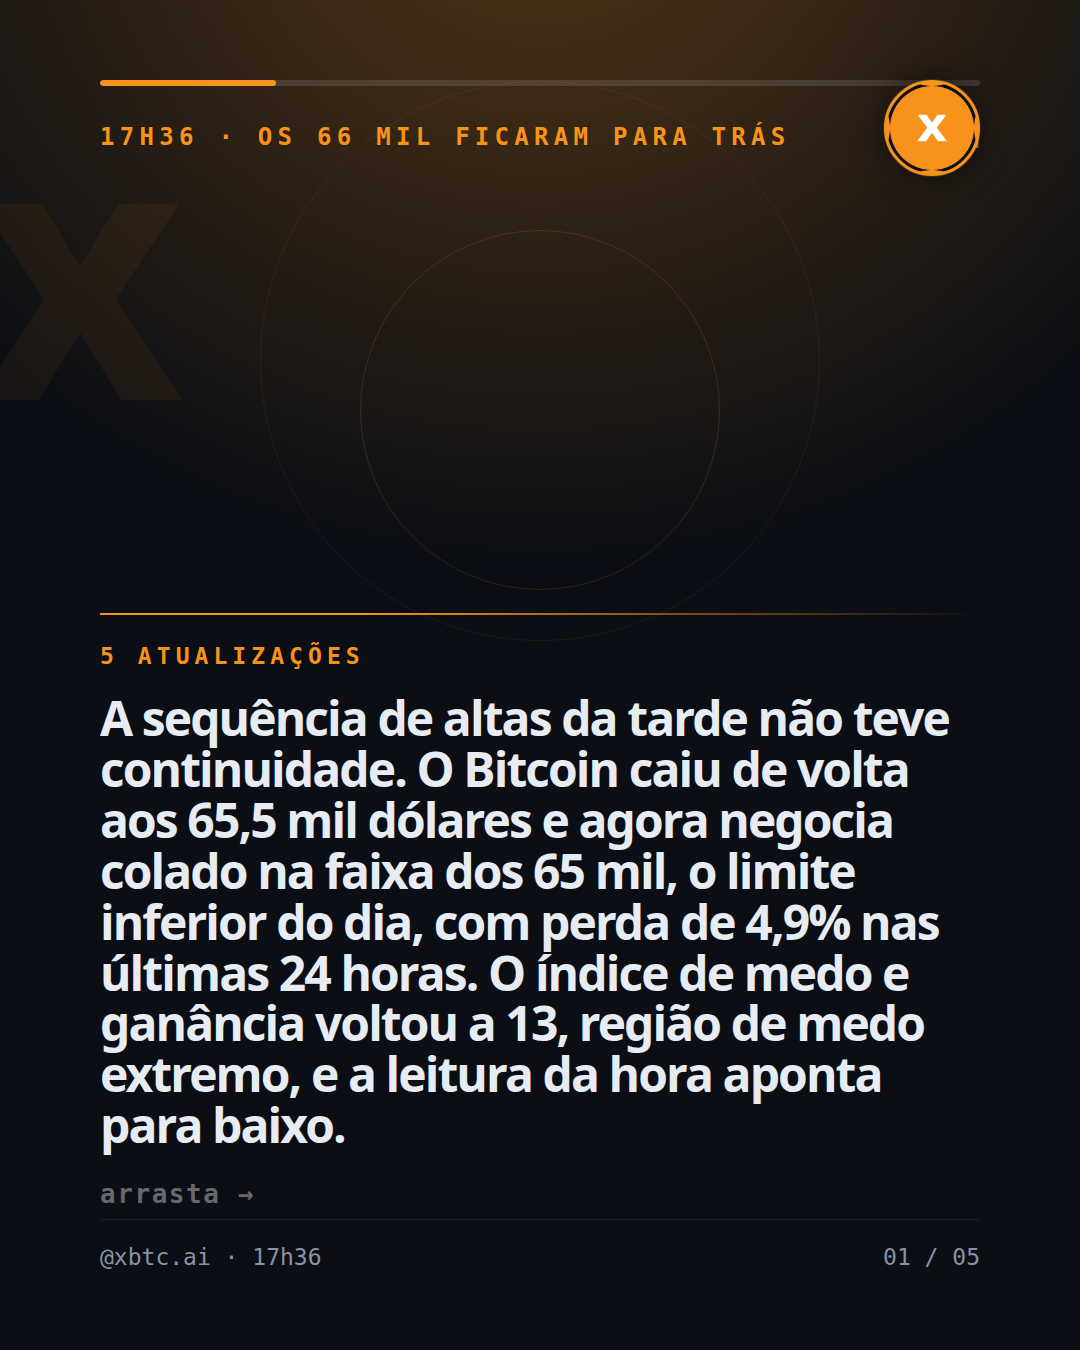 17H36 · OS 66 MIL FICARAM PARA TRÁS
X
X
5 ATUALIZAÇÕES
A sequência de altas da tarde não teve
continuidade. O Bitcoin caiu de volta
aos 65,5 mil dólares e agora negocia
colado na faixa dos 65 mil, o limite
inferior do dia, com perda de 4,9% nas
últimas 24 horas. O índice de medo e
ganância voltou a 13, região de medo
extremo, e a leitura da hora aponta
para baixo.
arrasta →
@xbtc.ai · 17h36
01 / 05